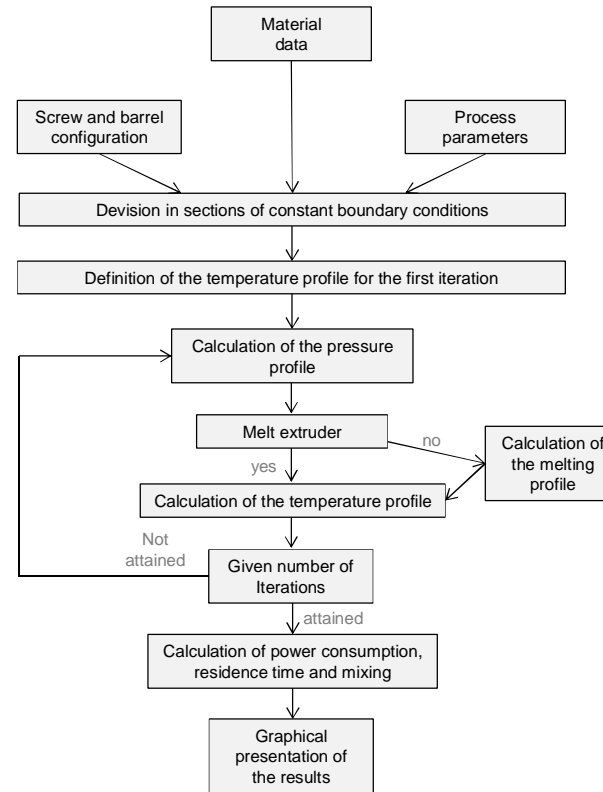 Material
data
Screw and barrel
configuration
Process
parameters
Devision in sections of constant boundary conditions
Definition of the temperature profile for the first iteration
Calculation of the pressure
profile
Melt extruder
no
Calculation of
the melting
profile
yes
Calculation of the temperature profile
Not
attained
Given number of
Iterations
attained
Calculation of power consumption,
residence time and mixing
Graphical
presentation of
the results